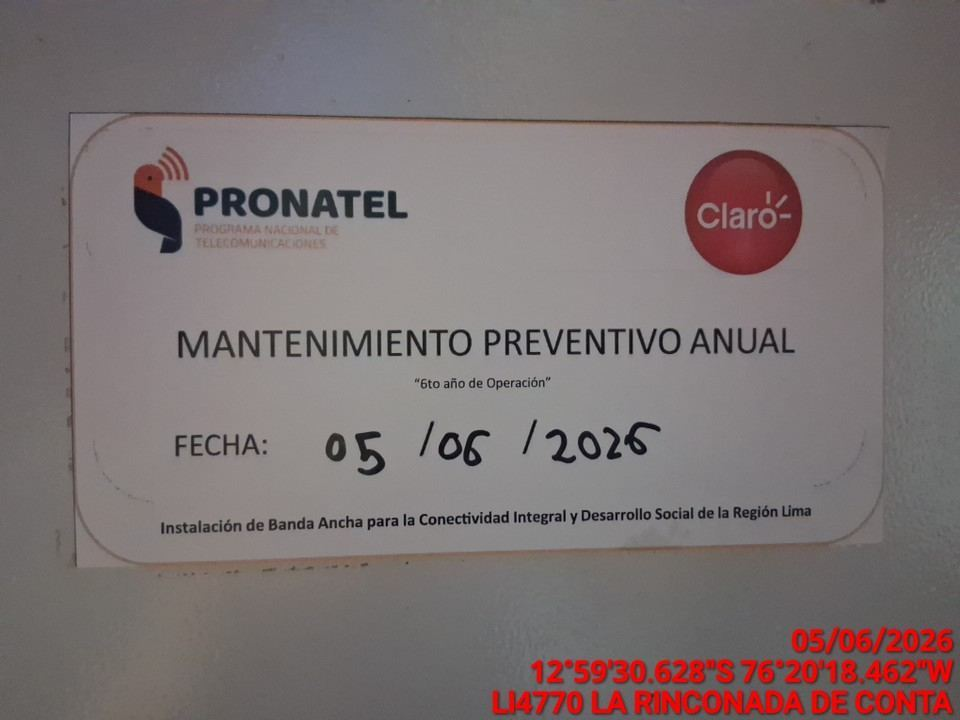 PRONATEL
PROGRAMA NACIONAL DE
TELECOMUNICACIONES
Claro-
MANTENIMIENTO PREVENTIVO ANUAL
“6to año de Operación”
FECHA: 05 /06 /2026
Instalación de Banda Ancha para la Conectividad Integral y Desarrollo Social de la Región Lima
05/06/2026
12°59'30.628"S 76°20'18.462"W
LI4770 LA RINCONADA DE CONTA